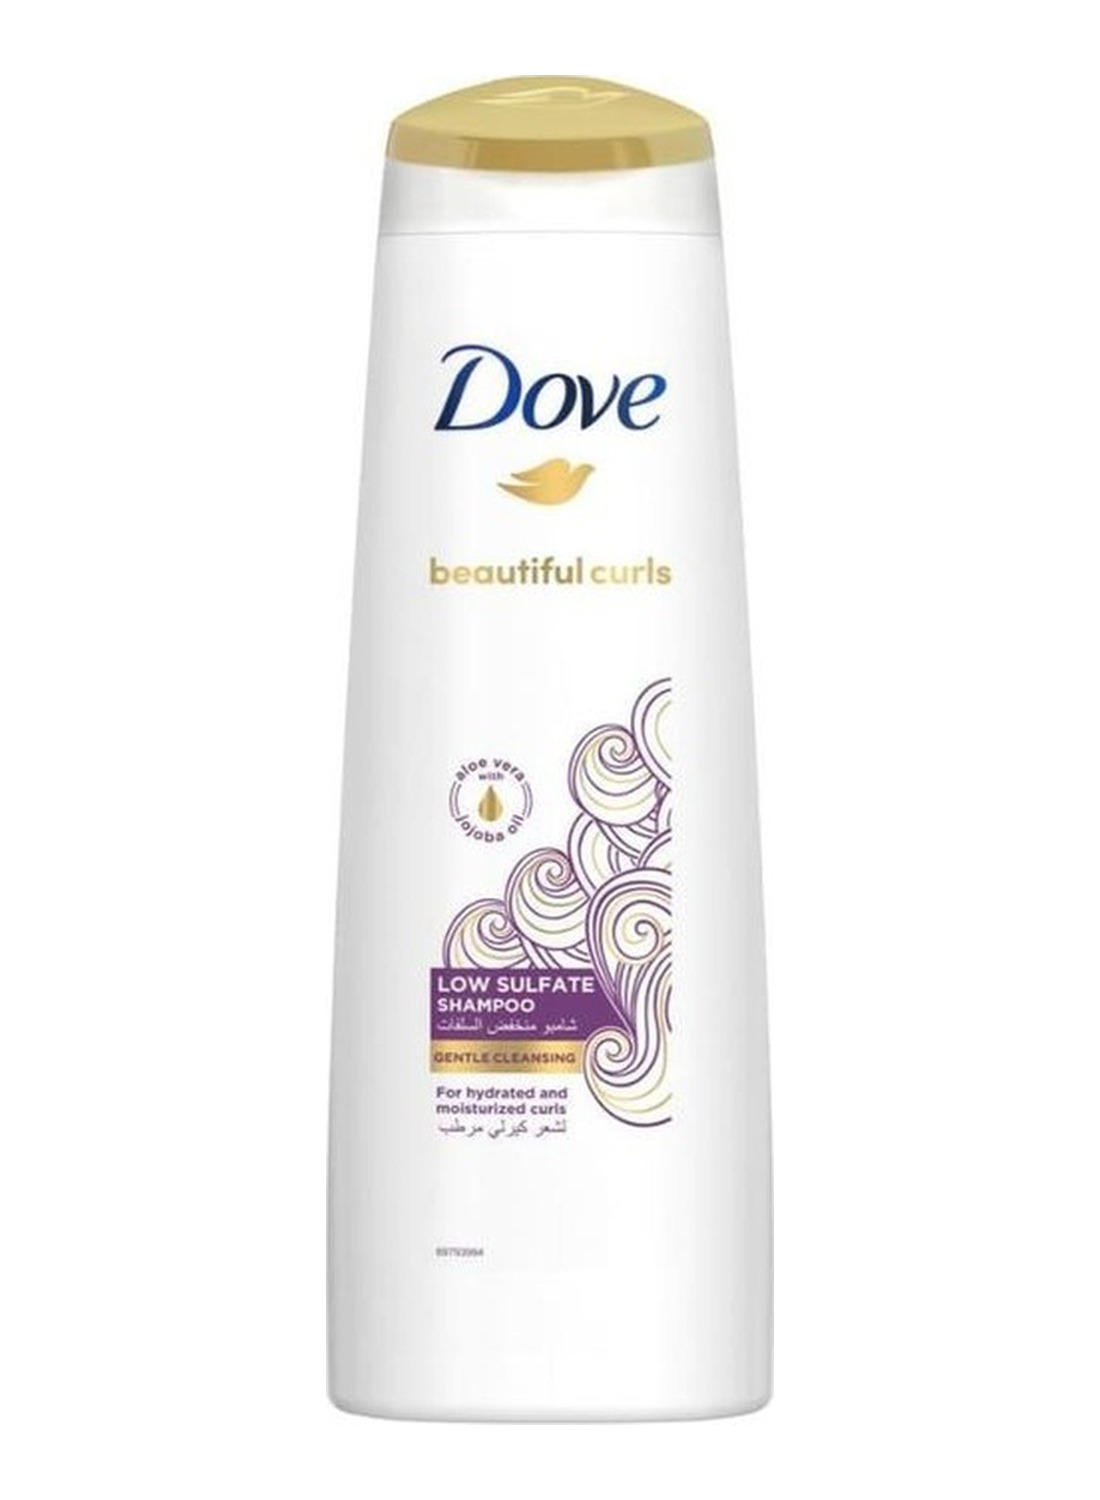 Dove
beautiful curls
aloe vera
with
jojoba oil
LOW SULFATE
SHAMPOO
شامبو منخفض السلفات
GENTLE CLEANSING
For hydrated and
moisturized curls
لشعر كيرلي مرطب